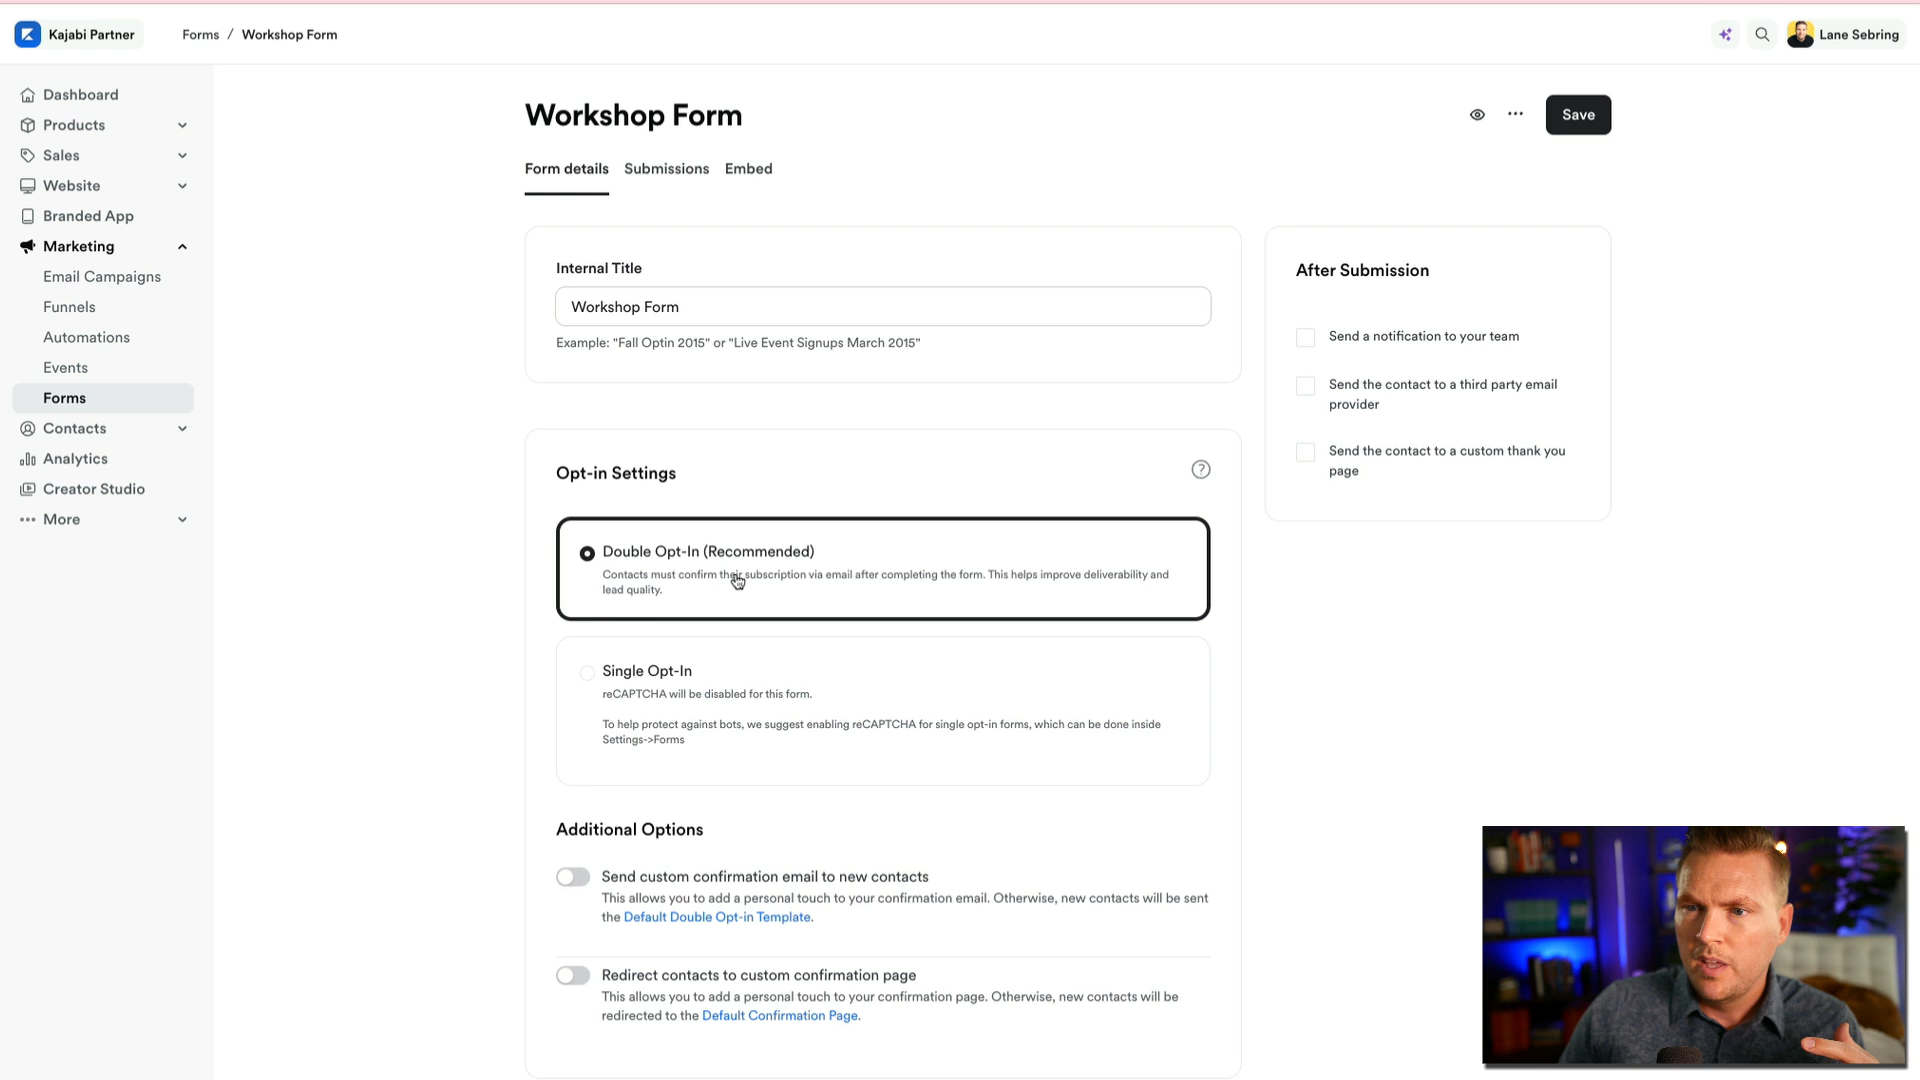 Kajabi Partner
Forms / Workshop Form
Lane Sebring
Dashboard
Products
Sales
Website
Branded App
Marketing
Email Campaigns
Funnels
Automations
Events
Forms
Contacts
Analytics
Creator Studio
More
Workshop Form
Save
Form details
Submissions
Embed
Internal Title
Workshop Form
Example: "Fall Optin 2015" or "Live Event Signups March 2015"
Opt-in Settings
Double Opt-In (Recommended)
Contacts must confirm their subscription via email after completing the form. This helps improve deliverability and
lead quality.
Single Opt-In
reCAPTCHA will be disabled for this form.
To help protect against bots, we suggest enabling reCAPTCHA for single opt-in forms, which can be done inside
Settings->Forms
Additional Options
Send custom confirmation email to new contacts
This allows you to add a personal touch to your confirmation email. Otherwise, new contacts will be sent
the Default Double Opt-in Template.
Redirect contacts to custom confirmation page
This allows you to add a personal touch to your confirmation page. Otherwise, new contacts will be
redirected to the Default Confirmation Page.
After Submission
Send a notification to your team
Send the contact to a third party email
provider
Send the contact to a custom thank you
page